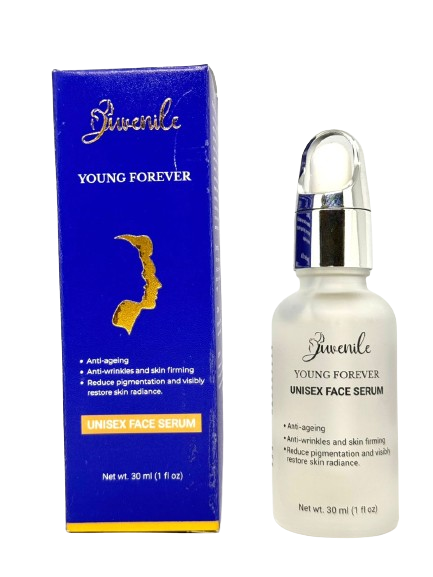 Juvenile
YOUNG FOREVER
• Anti-ageing
• Anti-wrinkles and skin firming
• Reduce pigmentation and visibly
restore skin radiance.
UNISEX FACE SERUM
Net wt. 30 ml (1 fl oz)
Juvenile
YOUNG FOREVER
UNISEX FACE SERUM
• Anti-ageing
• Anti-wrinkles and skin firming
• Reduce pigmentation and visibly
restore skin radiance.
Net wt. 30 ml (1 fl oz)